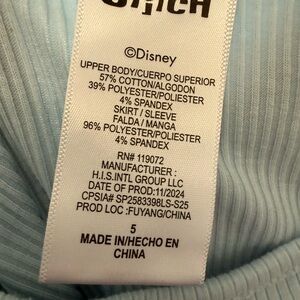 STITCH
©Disney
UPPER BODY/CUERPO SUPERIOR
57% COTTON/ALGODON
39% POLYESTER/POLIESTER
4% SPANDEX
SKIRT / SLEEVE
FALDA / MANGA
96% POLYESTER/POLIESTER
4% SPANDEX
RN# 119072
MANUFACTURER :
H.I.S.INTL GROUP LLC
DATE OF PROD:11/2024
CPSIA# SP2583398LS-S25
PROD LOC :FUYANG/CHINA
5
MADE IN/HECHO EN
CHINA